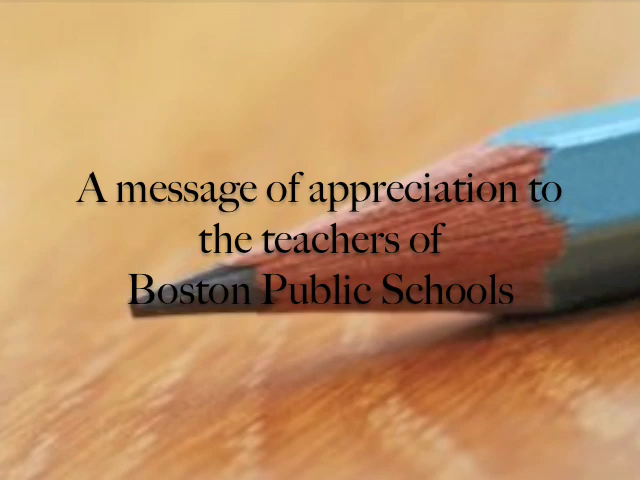 A message of appreciation to
the teachers of
Boston Public Schools